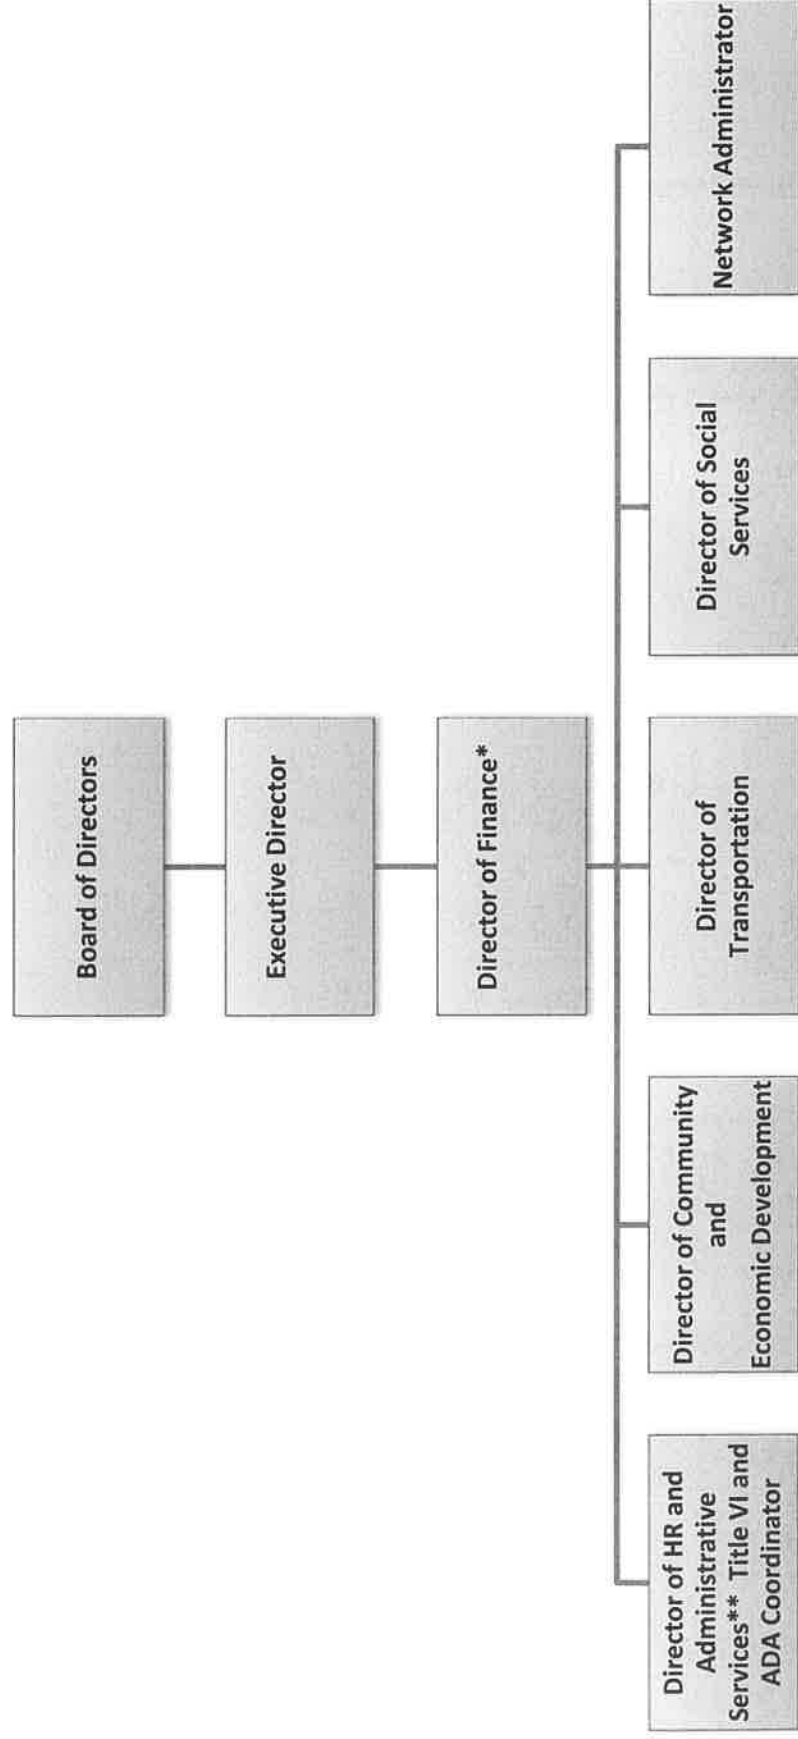 Board of Directors
Executive Director
Director of Finance*
Director of HR and
Administrative
Services** Title VI and
ADA Coordinator
Director of Community
and
Economic Development
Director of
Transportation
Director of Social
Services
Network Administrator